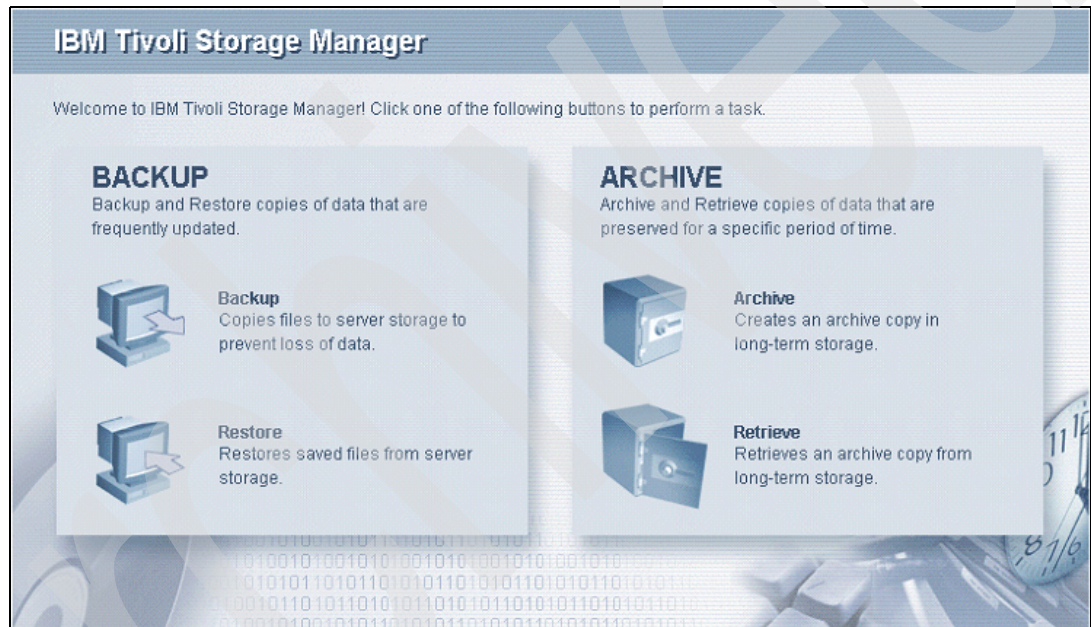 IBM Tivoli Storage Manager
Welcome to IBM Tivoli Storage Manager! Click one of the following buttons to perform a task.
BACKUP
Backup and Restore copies of data that are
frequently updated.
Backup
Copies files to server storage to
prevent loss of data.
Restore
Restores saved files from server
storage.
ARCHIVE
Archive and Retrieve copies of data that are
preserved for a specific period of time.
Archive
Creates an archive copy in
long-term storage.
Retrieve
Retrieves an archive copy from
long-term storage.
11
8
7
6